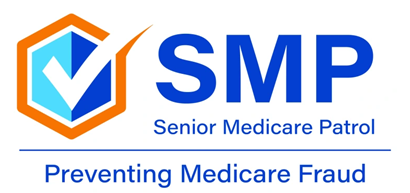 SMP
Senior Medicare Patrol
Preventing Medicare Fraud